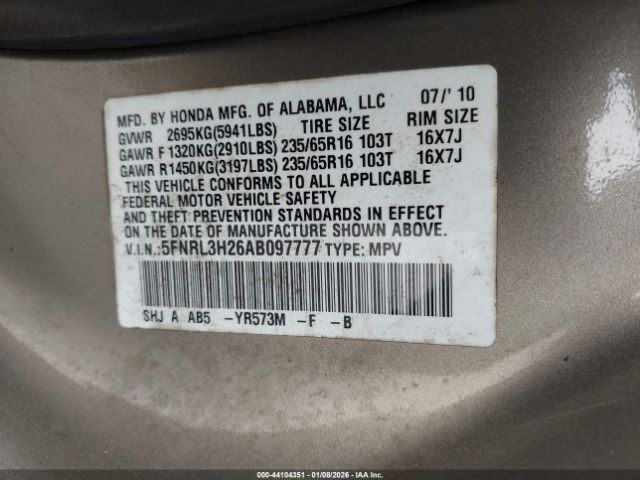 MFD. BY HONDA MFG. OF ALABAMA, LLC 07/' 10
GVWR 2695KG(5941LBS) TIRE SIZE RIM SIZE
GAWR F 1320KG(2910LBS) 235/65R16 103T 16X7J
GAWR R1450KG(3197LBS) 235/65R16 103T 16X7J
THIS VEHICLE CONFORMS TO ALL APPLICABLE
FEDERAL MOTOR VEHICLE SAFETY
AND THEFT PREVENTION STANDARDS IN EFFECT
ON THE DATE OF MANUFACTURE SHOWN ABOVE.
V.I.N.: 5FNRL3H26AB097777 TYPE: MPV
SHJ A AB5 -YR573M -F -B
000-44104351 | 01/08/2026 - IAA Inc.